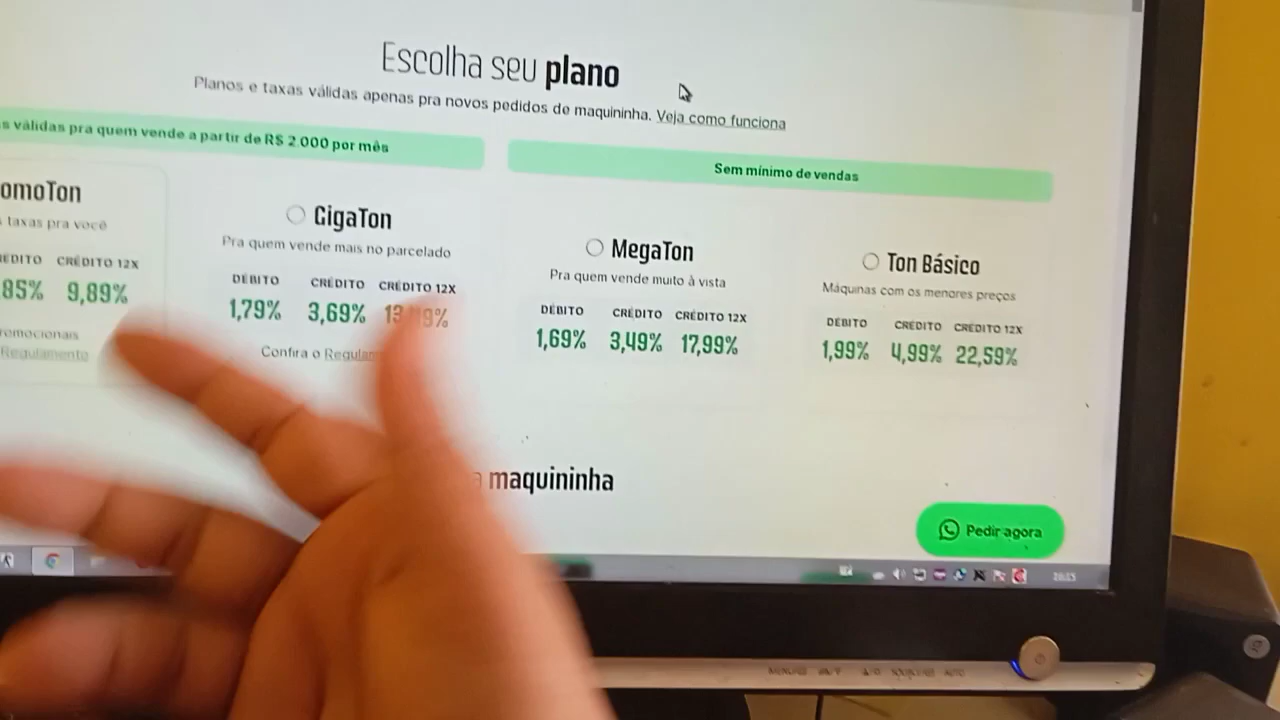 Escolha seu plano
Planos e taxas válidas apenas pra novos pedidos de maquininha. Veja como funciona
s válidas pra quem vende a partir de R$ 2.000 por mês
Sem mínimo de vendas
omoTon
taxas pra você
ÉDITO CRÉDITO 12X
85% 9,89%
romocionais
Regulamento
GigaTon
Pra quem vende mais no parcelado
DÉBITO CRÉDITO CRÉDITO 12X
1,79% 3,69%
Confira o
MegaTon
Pra quem vende muito à vista
DÉBITO CRÉDITO CRÉDITO 12X
1,69% 3,49% 17,99%
Ton Básico
Máquinas com os menores preços
DÉBITO CRÉDITO CRÉDITO 12X
1,99% 4,99% 22,59%
maquininha
Pedir agora